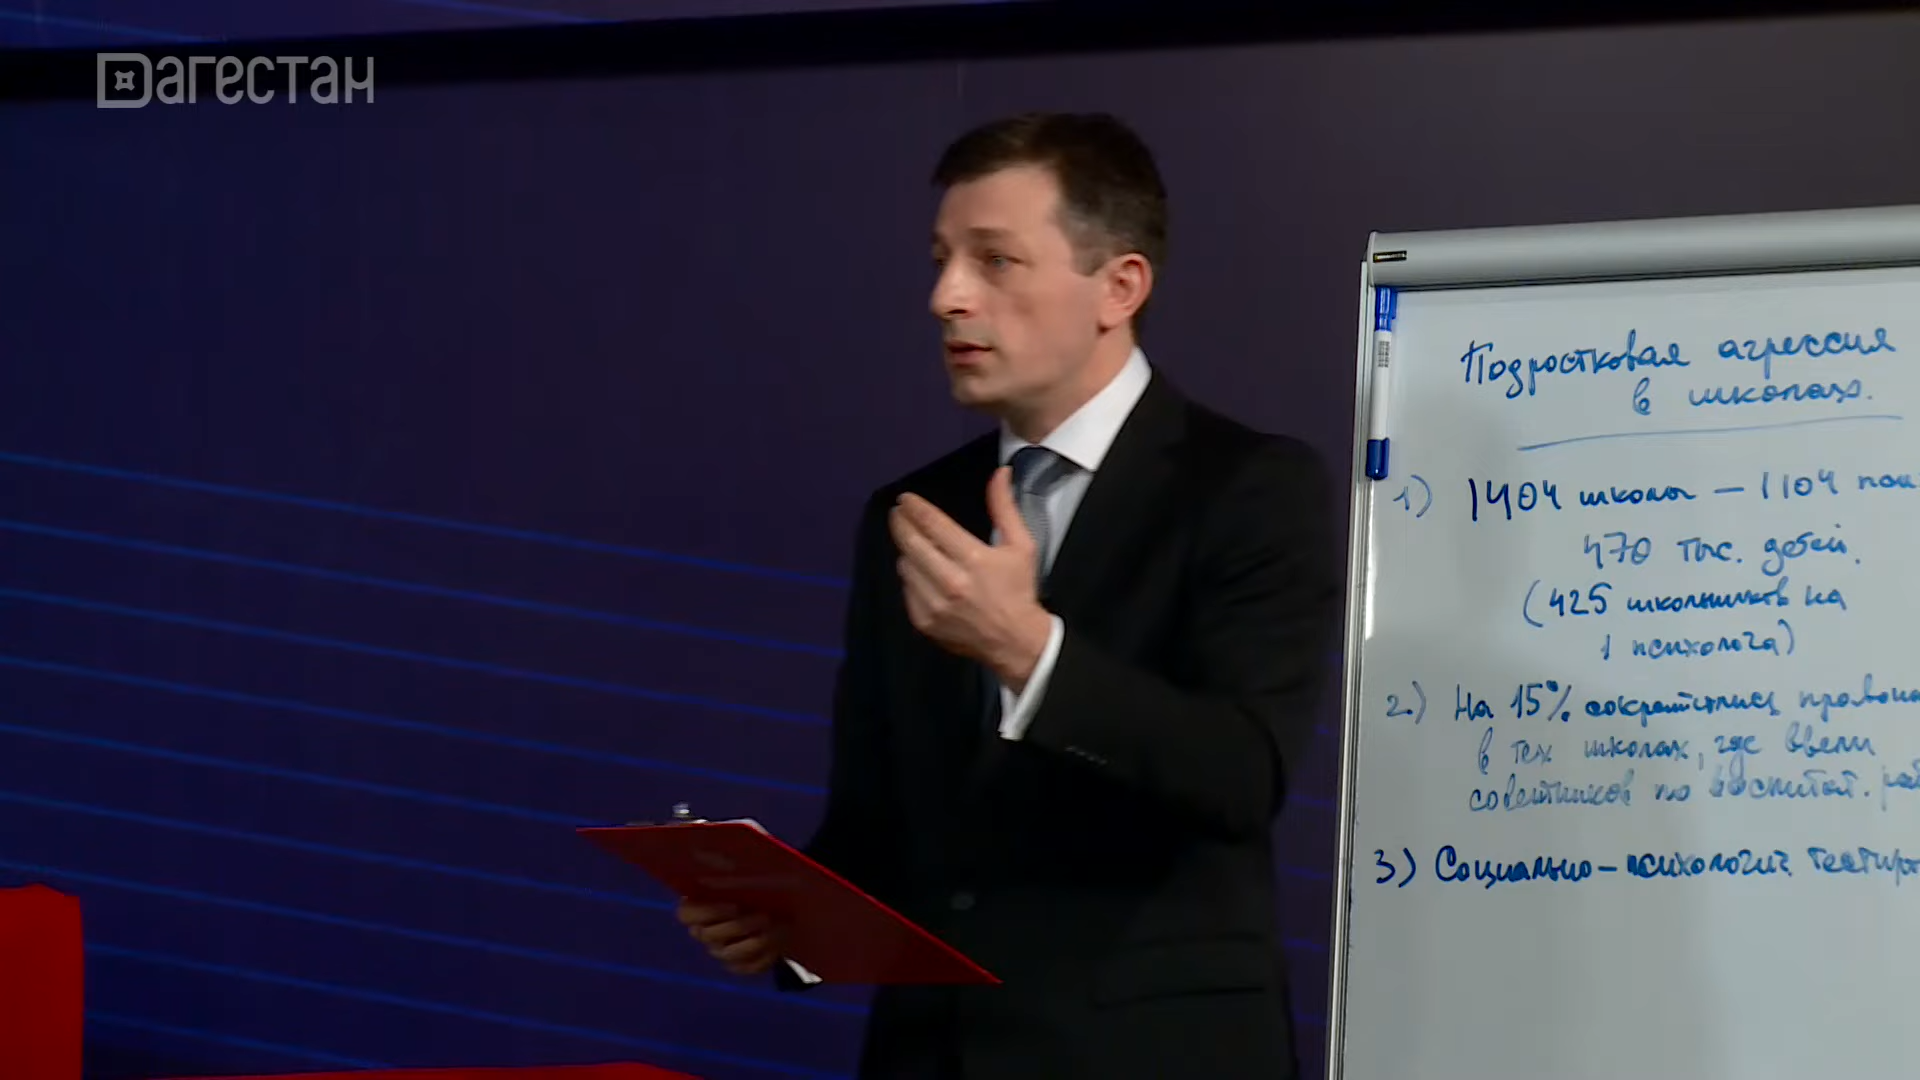 Dагестан
Подростковая агрессия
в школах.
1) 1404 школы – 1104
470 тыс. детей.
(425 школьников на
1 психолога)
2.) На 15% сократились
в тех школах, где ввели
советников по воспитат.
3) Социально-психологич.